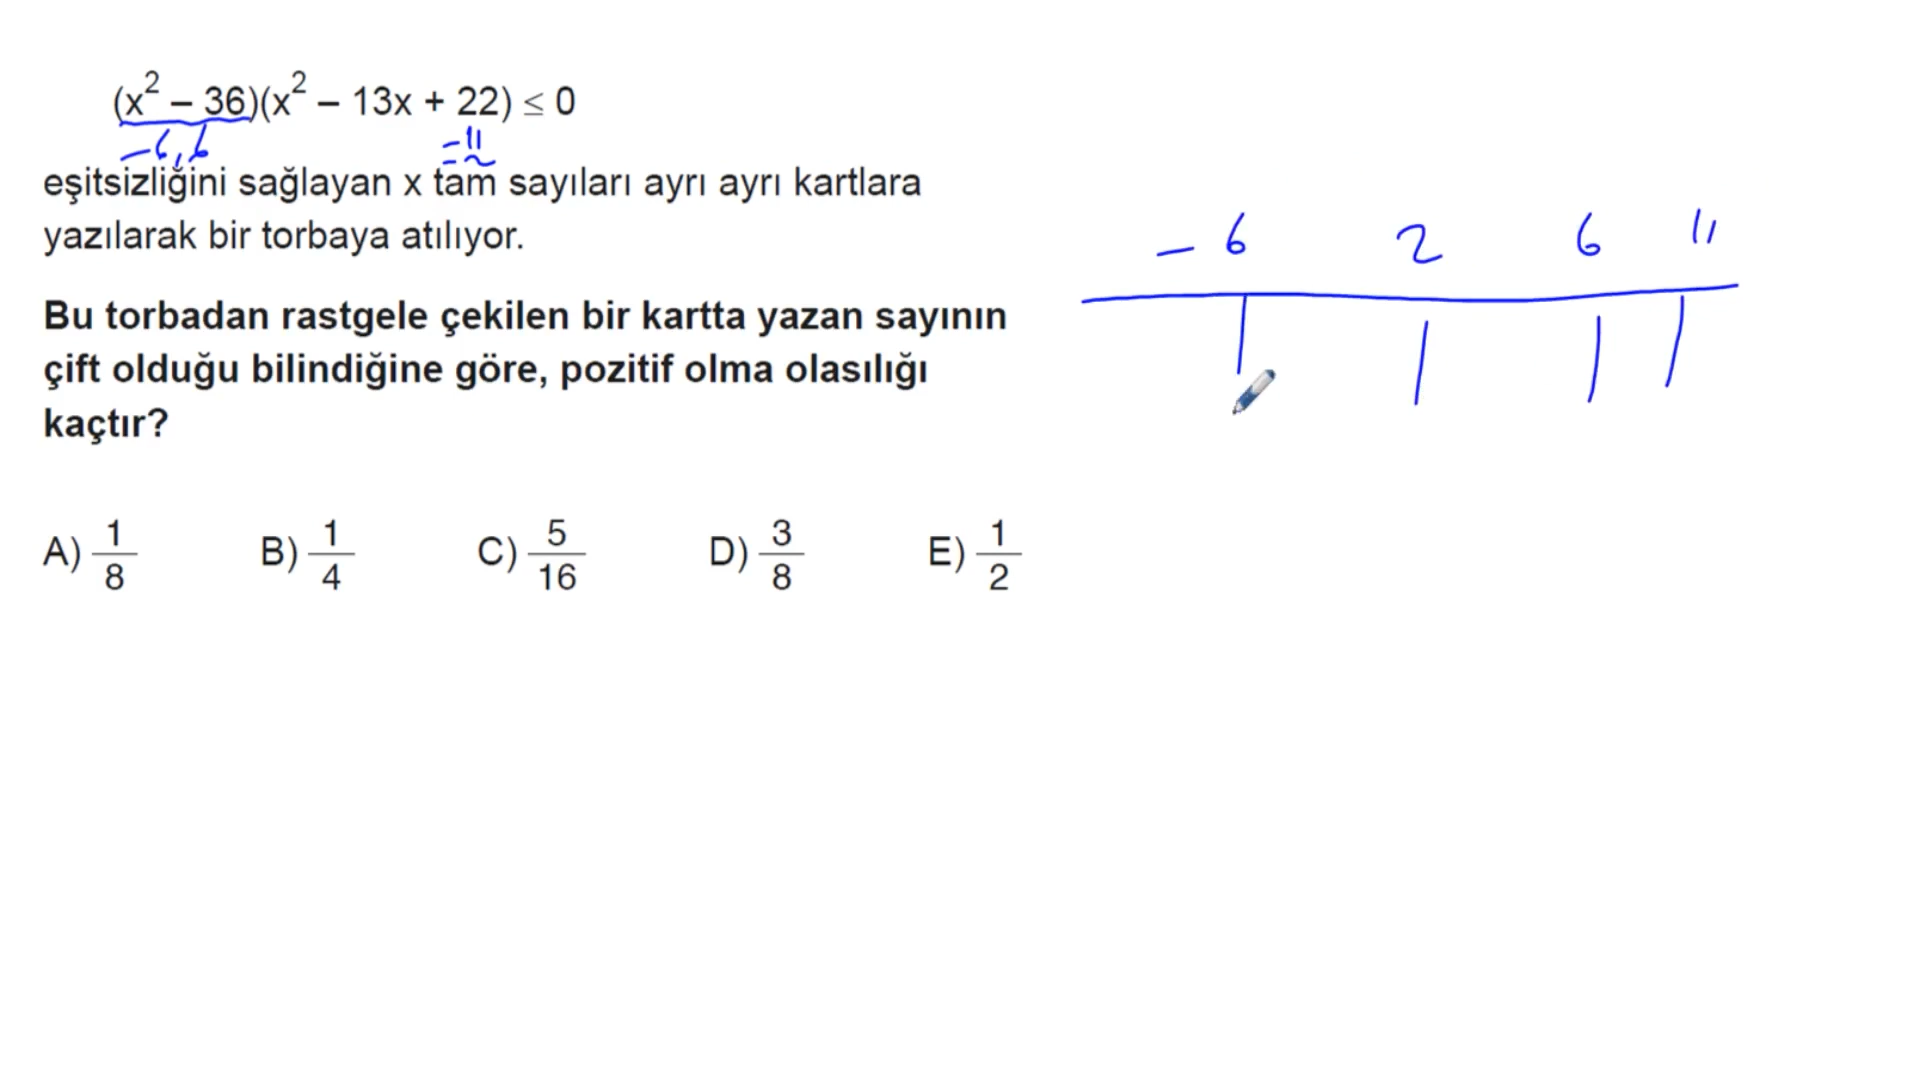 (x² – 36)(x² – 13x + 22) ≤ 0
-6, 6
-11
-2
eşitsizliğini sağlayan x tam sayıları ayrı ayrı kartlara
yazılarak bir torbaya atılıyor.
-6 2 6 11
Bu torbadan rastgele çekilen bir kartta yazan sayının
çift olduğu bilindiğine göre, pozitif olma olasılığı
kaçtır?
A) 1/8 B) 1/4 C) 5/16 D) 3/8 E) 1/2